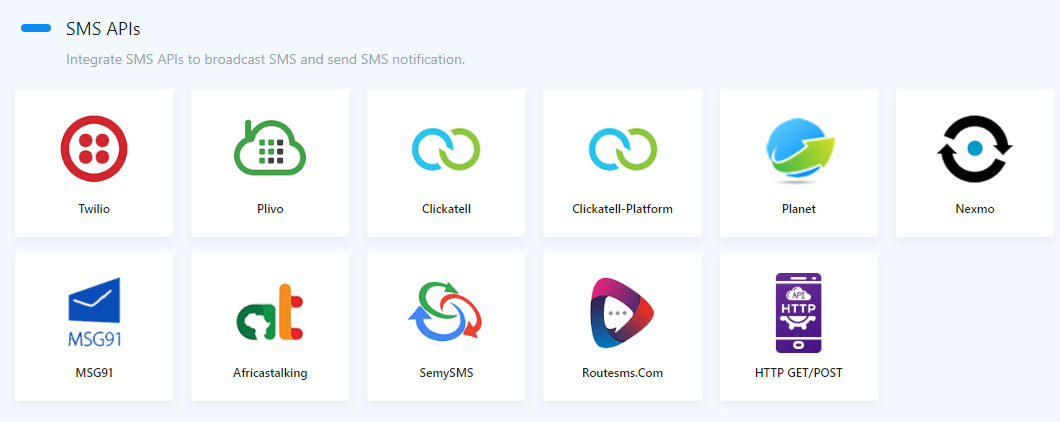 SMS APIs
Integrate SMS APIs to broadcast SMS and send SMS notification.
Twilio
Plivo
Clickatell
Clickatell-Platform
Planet
Nexmo
MSG91
MSG91
Africastalking
SemySMS
Routesms.Com
API
HTTP
HTTP GET/POST